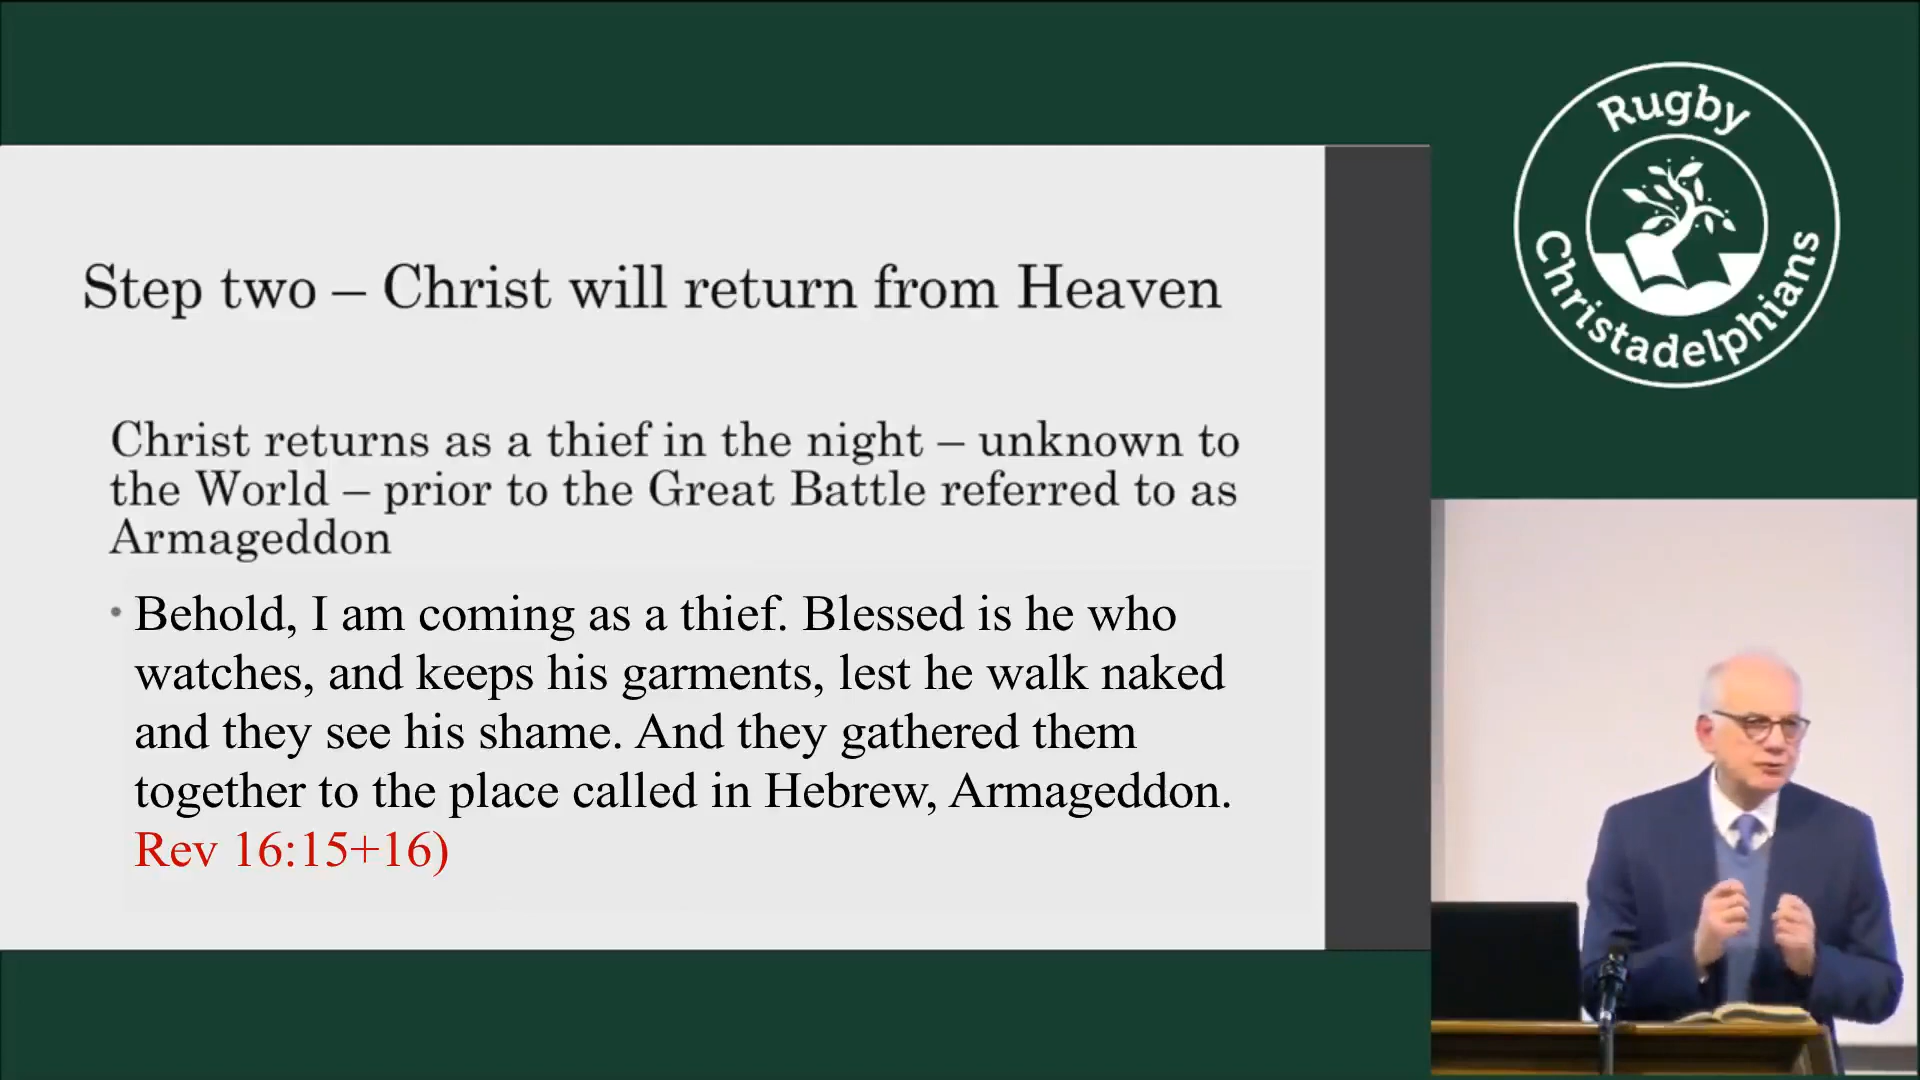 Step two – Christ will return from Heaven
Christ returns as a thief in the night – unknown to
the World – prior to the Great Battle referred to as
Armageddon
• Behold, I am coming as a thief. Blessed is he who
watches, and keeps his garments, lest he walk naked
and they see his shame. And they gathered them
together to the place called in Hebrew, Armageddon.
Rev 16:15+16)
Rugby
Christadelphians